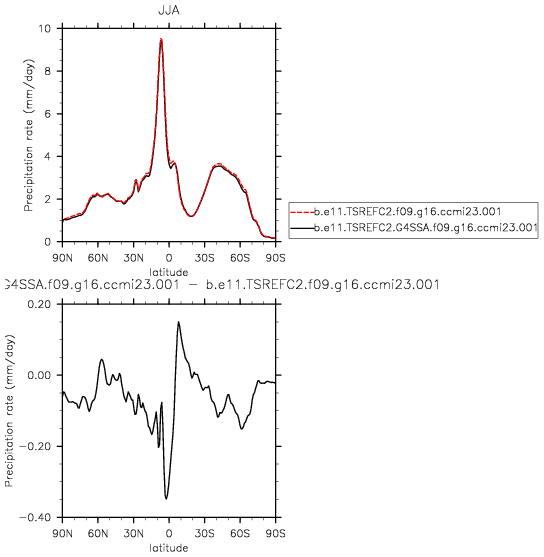 JJA
10
8
6
4
2
0
Precipitation rate (mm/day)
90N 60N 30N 0 30S 60S 90S
latitude
b.e11.TSREFC2.f09.g16.ccmi23.001
b.e11.TSREFC2.G4SSA.f09.g16.ccmi23.001
G4SSA.f09.g16.ccmi23.001 − b.e11.TSREFC2.f09.g16.ccmi23.001
0.20
0.00
−0.20
−0.40
Precipitation rate (mm/day)
90N 60N 30N 0 30S 60S 90S
latitude